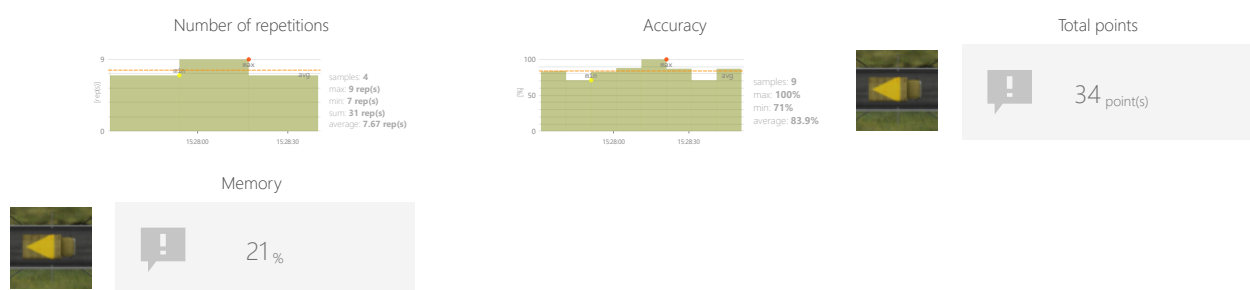 Number of repetitions
9
[rep(s)]
0
min
max
avg
15:28:00
15:28:30
samples: 4
max: 9 rep(s)
min: 7 rep(s)
sum: 31 rep(s)
average: 7.67 rep(s)
Accuracy
100
50
0
(%)
min
max
avg
15:28:00
15:28:30
samples: 9
max: 100%
min: 71%
average: 83.9%
Total points
34 point(s)
Memory
21 %